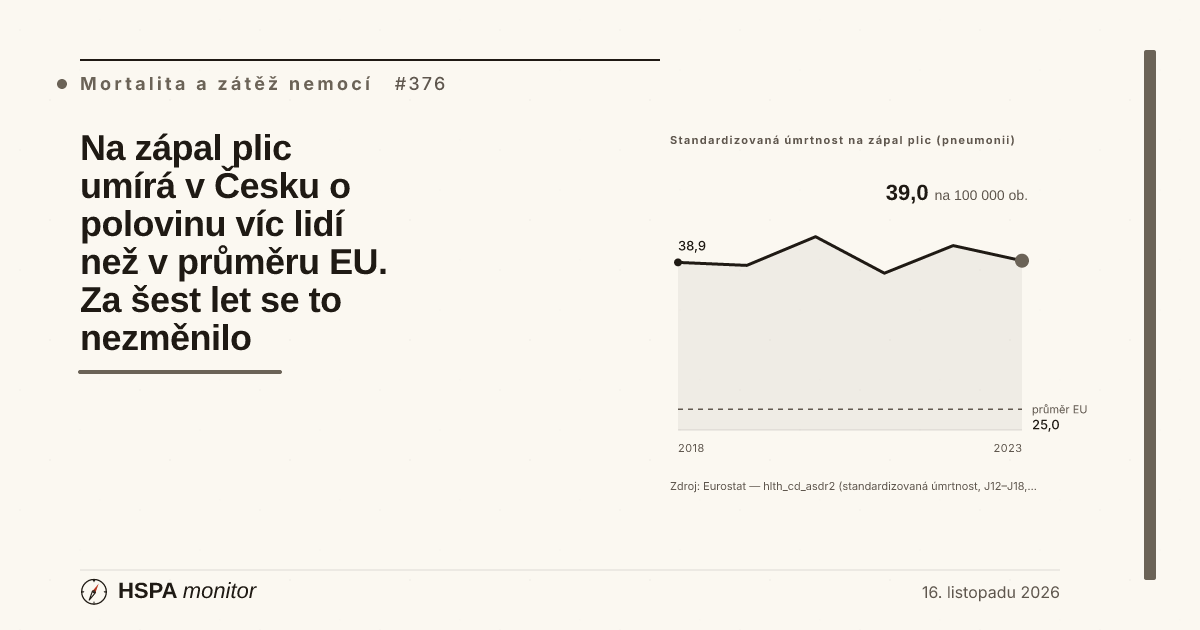 Mortalita a zátěž nemocí #376
Na zápal plic
umírá v Česku o
polovinu víc lidí
než v průměru EU.
Za šest let se to
nezměnilo
Standardizovaná úmrtnost na zápal plic (pneumonii)
39,0 na 100 000 ob.
38,9
průměr EU
25,0
2018 2023
Zdroj: Eurostat — hlth_cd_asdr2 (standardizovaná úmrtnost, J12–J18,...
HSPA monitor
16. listopadu 2026